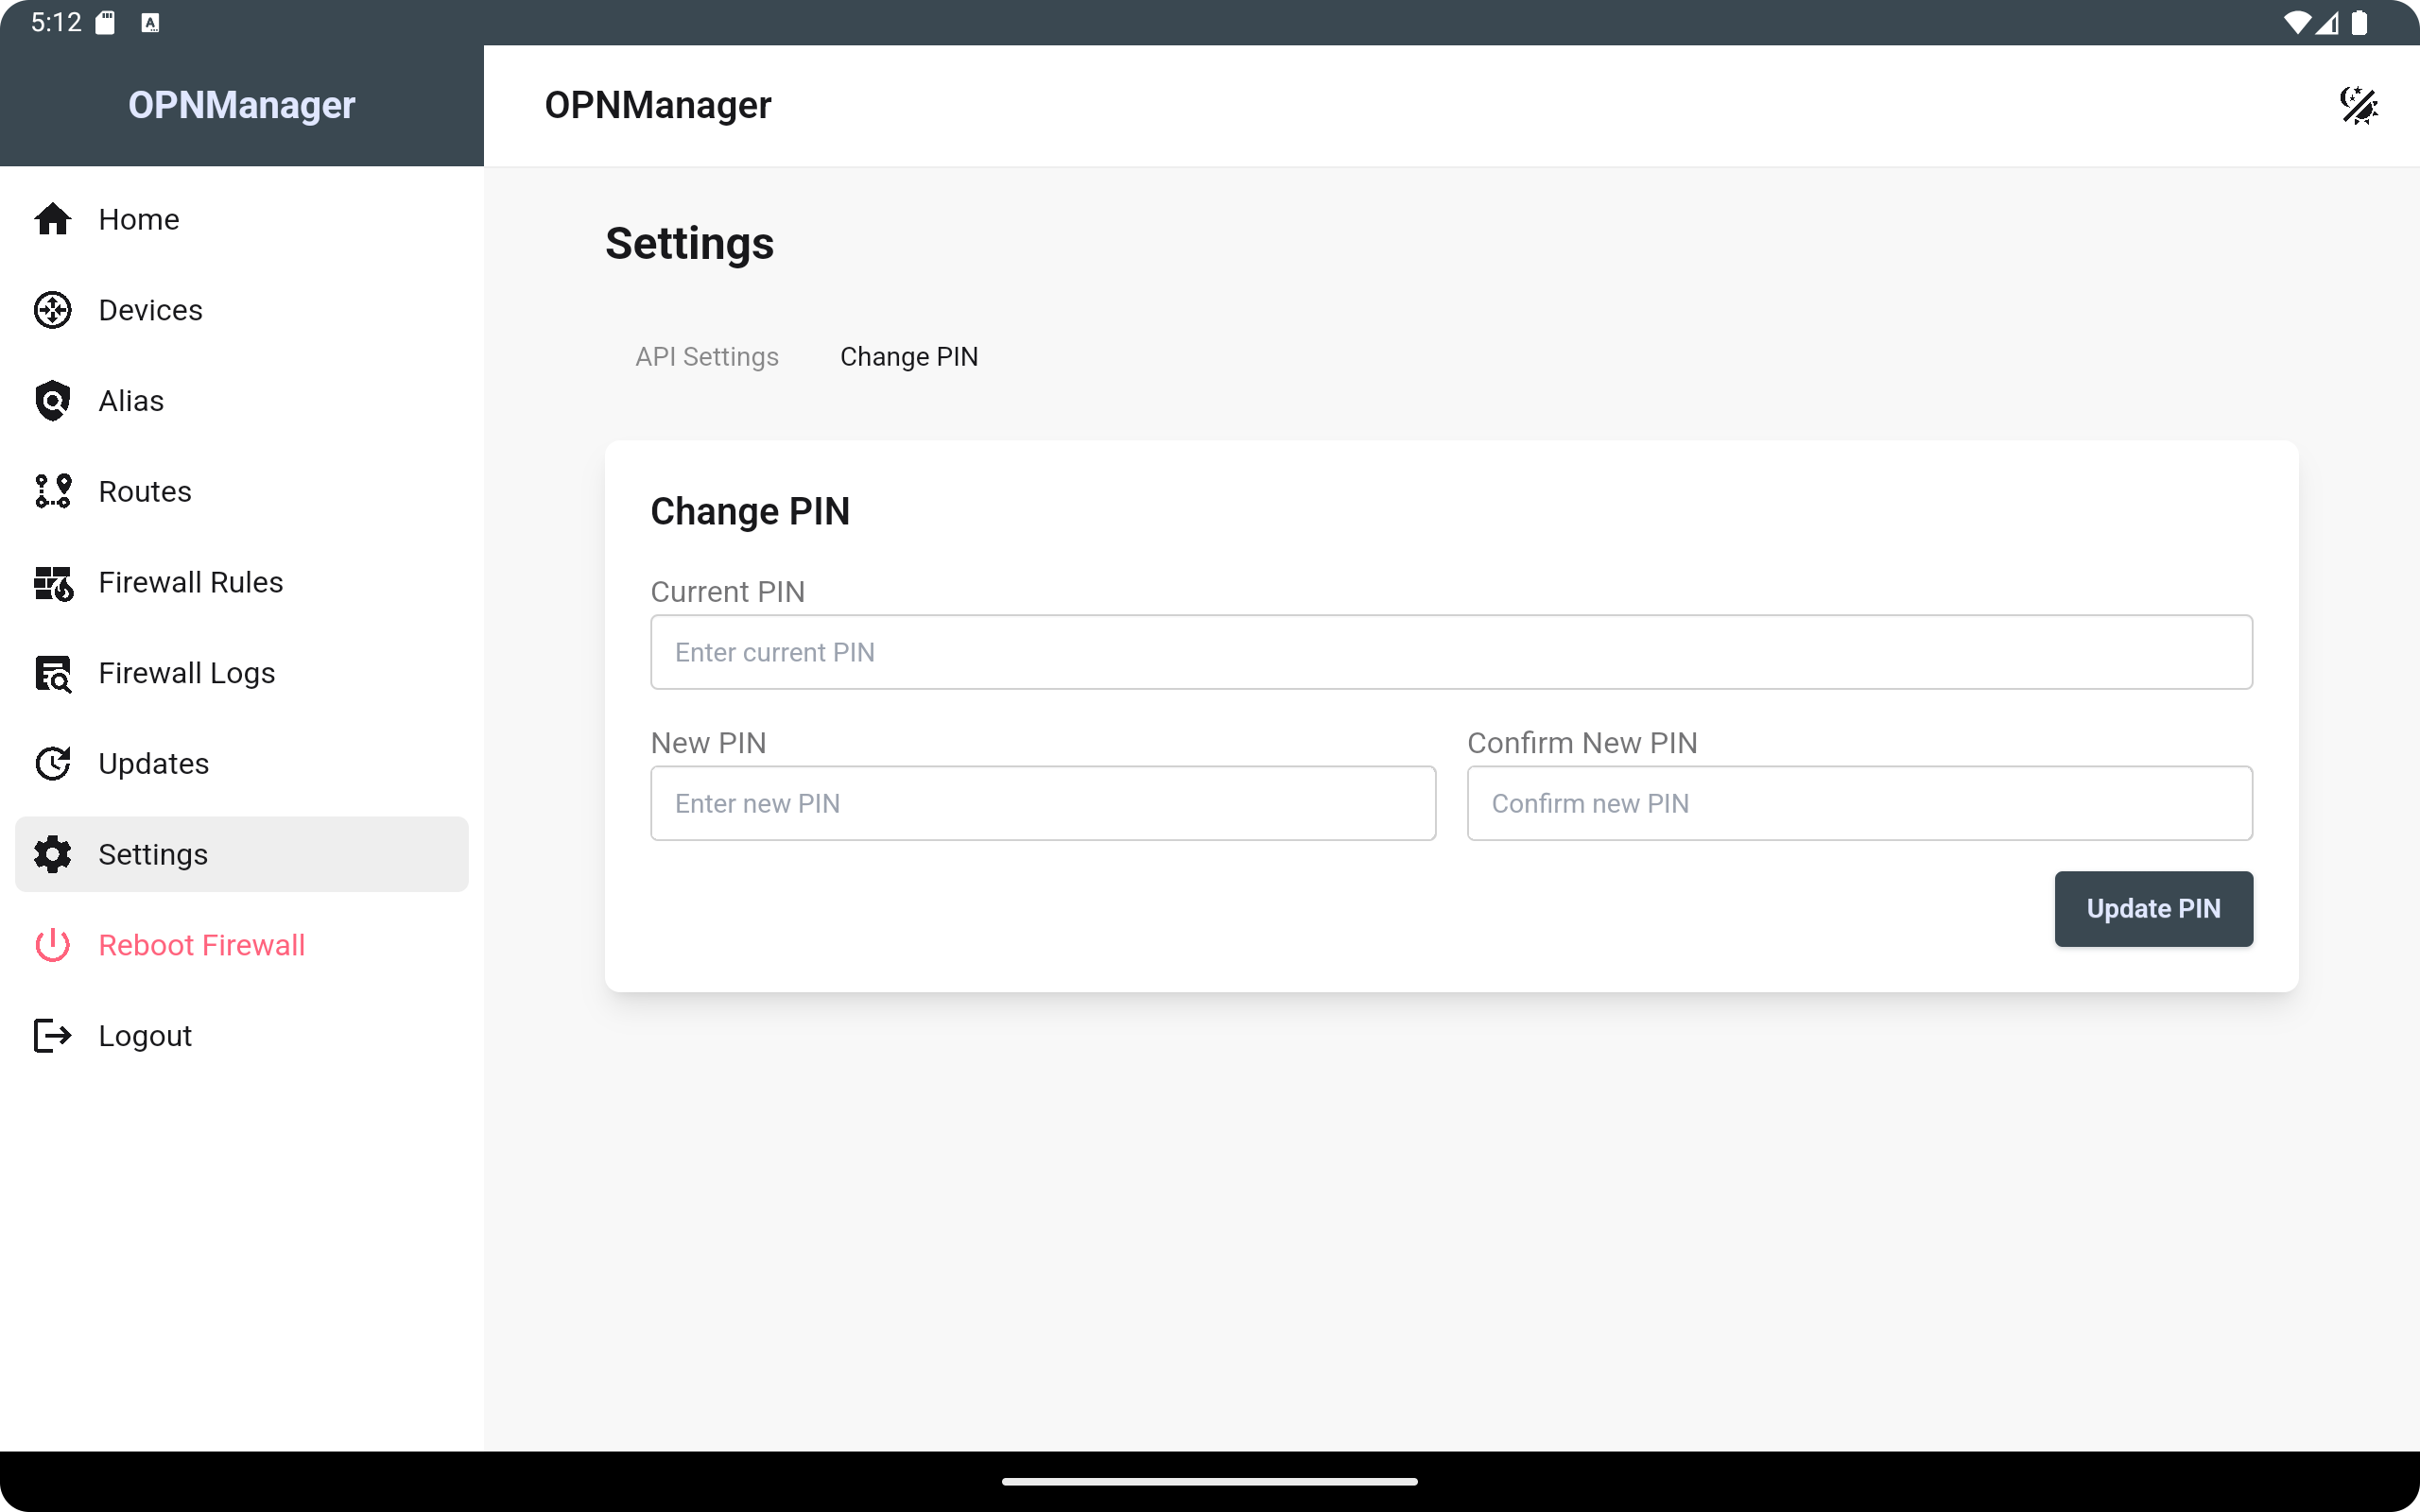 5:12
OPNManager
OPNManager
Home
Devices
Alias
Routes
Firewall Rules
Firewall Logs
Updates
Settings
Reboot Firewall
Logout
Settings
API Settings
Change PIN
Change PIN
Current PIN
Enter current PIN
New PIN
Confirm New PIN
Enter new PIN
Confirm new PIN
Update PIN